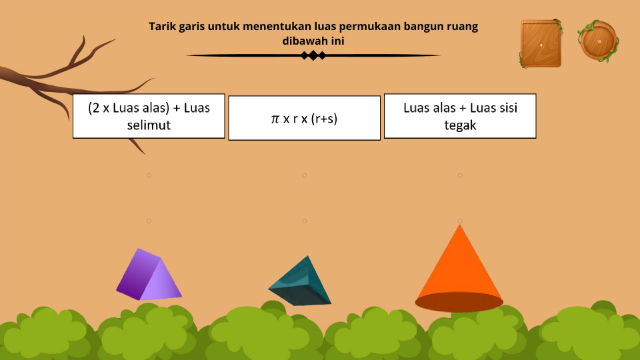 Tarik garis untuk menentukan luas permukaan bangun ruang
dibawah ini
(2 x Luas alas) + Luas
selimut
π x r x (r+s)
Luas alas + Luas sisi
tegak